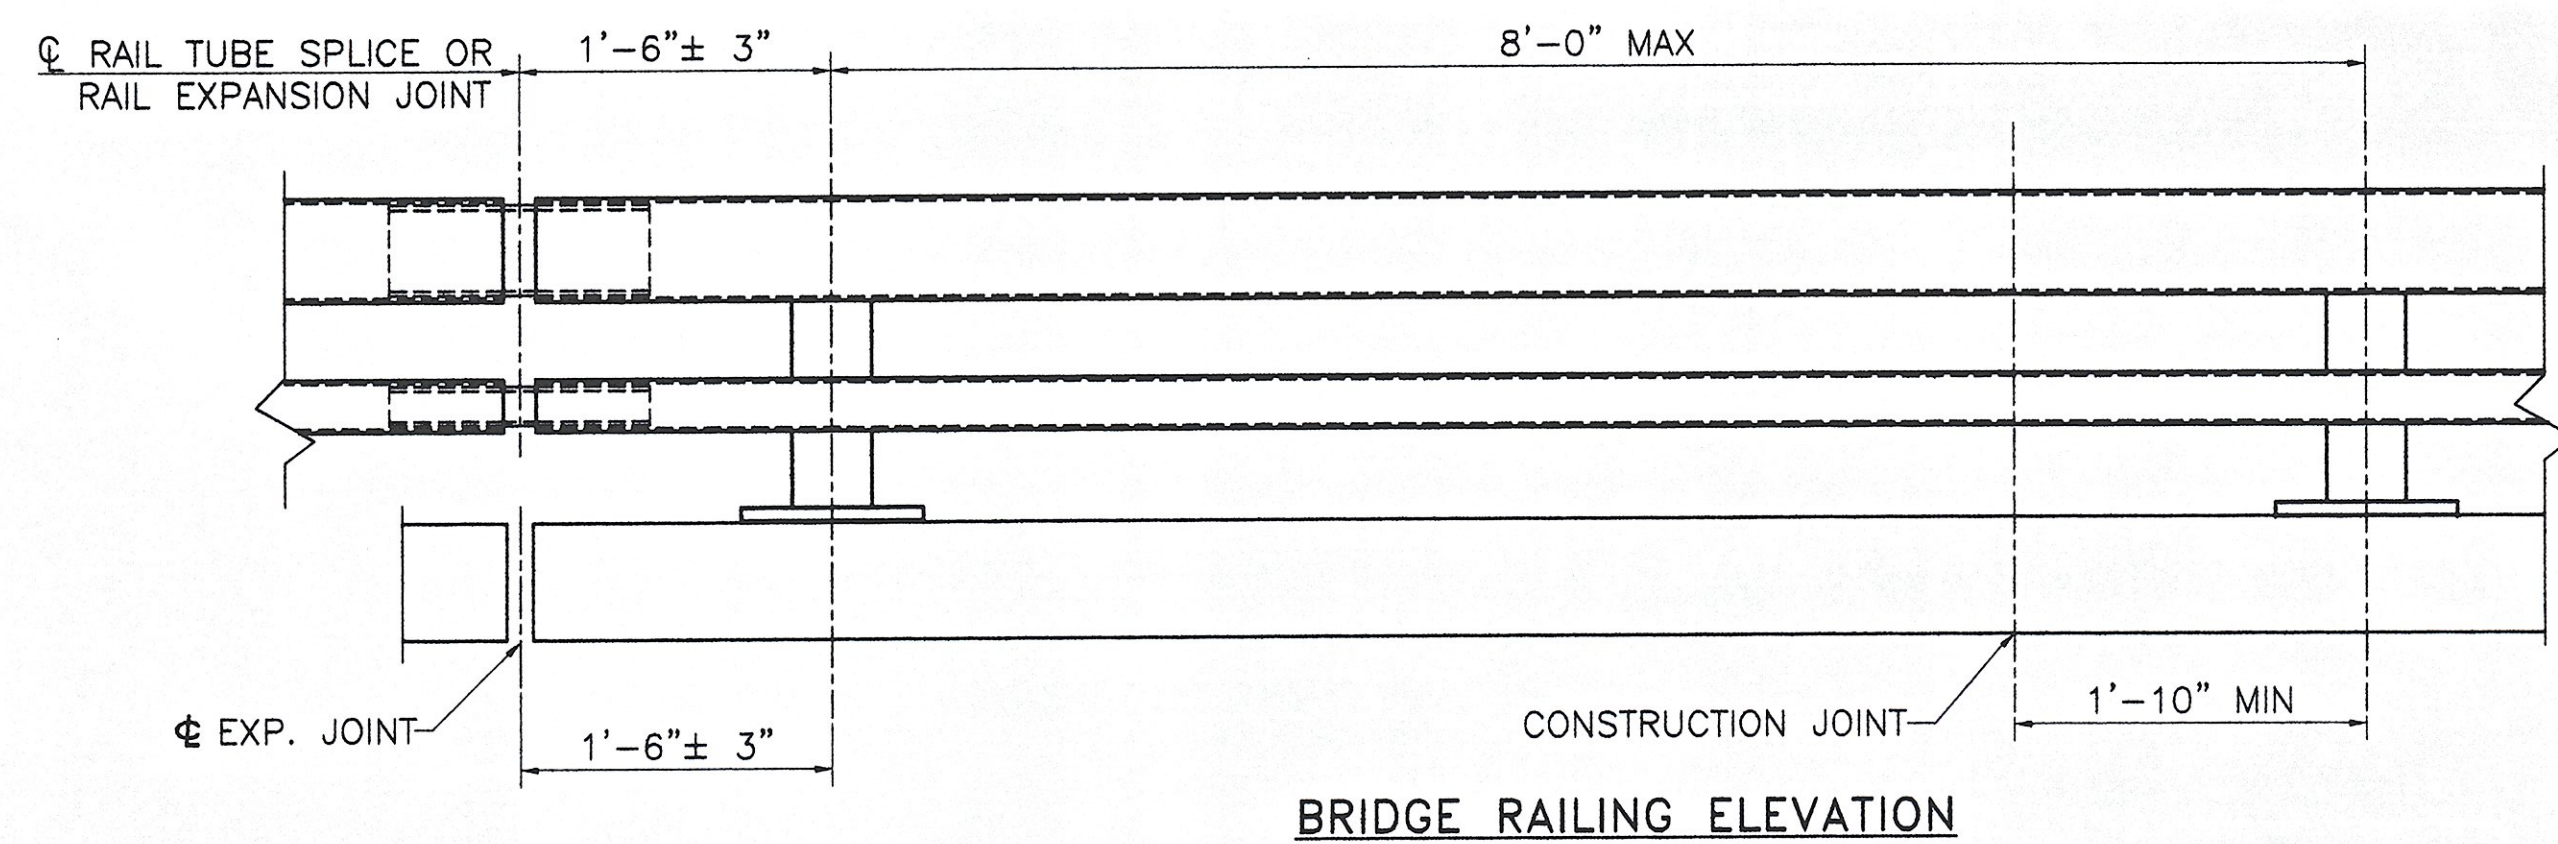 ℄ RAIL TUBE SPLICE OR
RAIL EXPANSION JOINT
1'-6"± 3"
8'-0" MAX
℄ EXP. JOINT
1'-6"± 3"
CONSTRUCTION JOINT
1'-10" MIN
BRIDGE RAILING ELEVATION